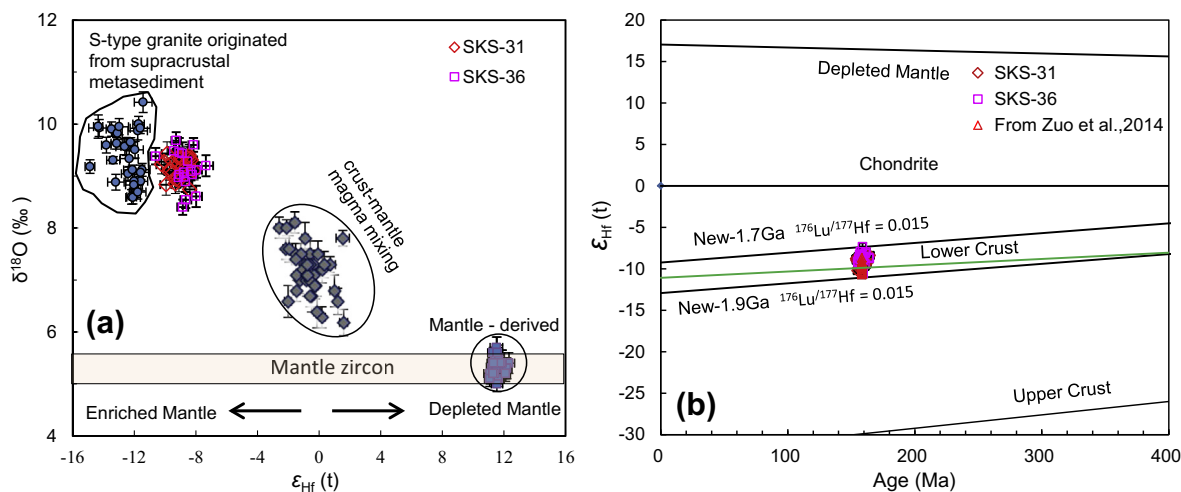 (a)
S-type granite originated
from supracrustal
metasediment
SKS-31
SKS-36
crust-mantle
magma mixing
Mantle - derived
Mantle zircon
Enriched Mantle
Depleted Mantle
δ18O (‰)
12
10
8
6
4
-16
-12
-8
-4
0
4
8
12
16
εHf (t)
(b)
Depleted Mantle
SKS-31
SKS-36
From Zuo et al.,2014
Chondrite
New-1.7Ga 176Lu/177Hf = 0.015
Lower Crust
New-1.9Ga 176Lu/177Hf = 0.015
Upper Crust
εHf (t)
20
15
10
5
0
-5
-10
-15
-20
-25
-30
0
200
400
Age (Ma)